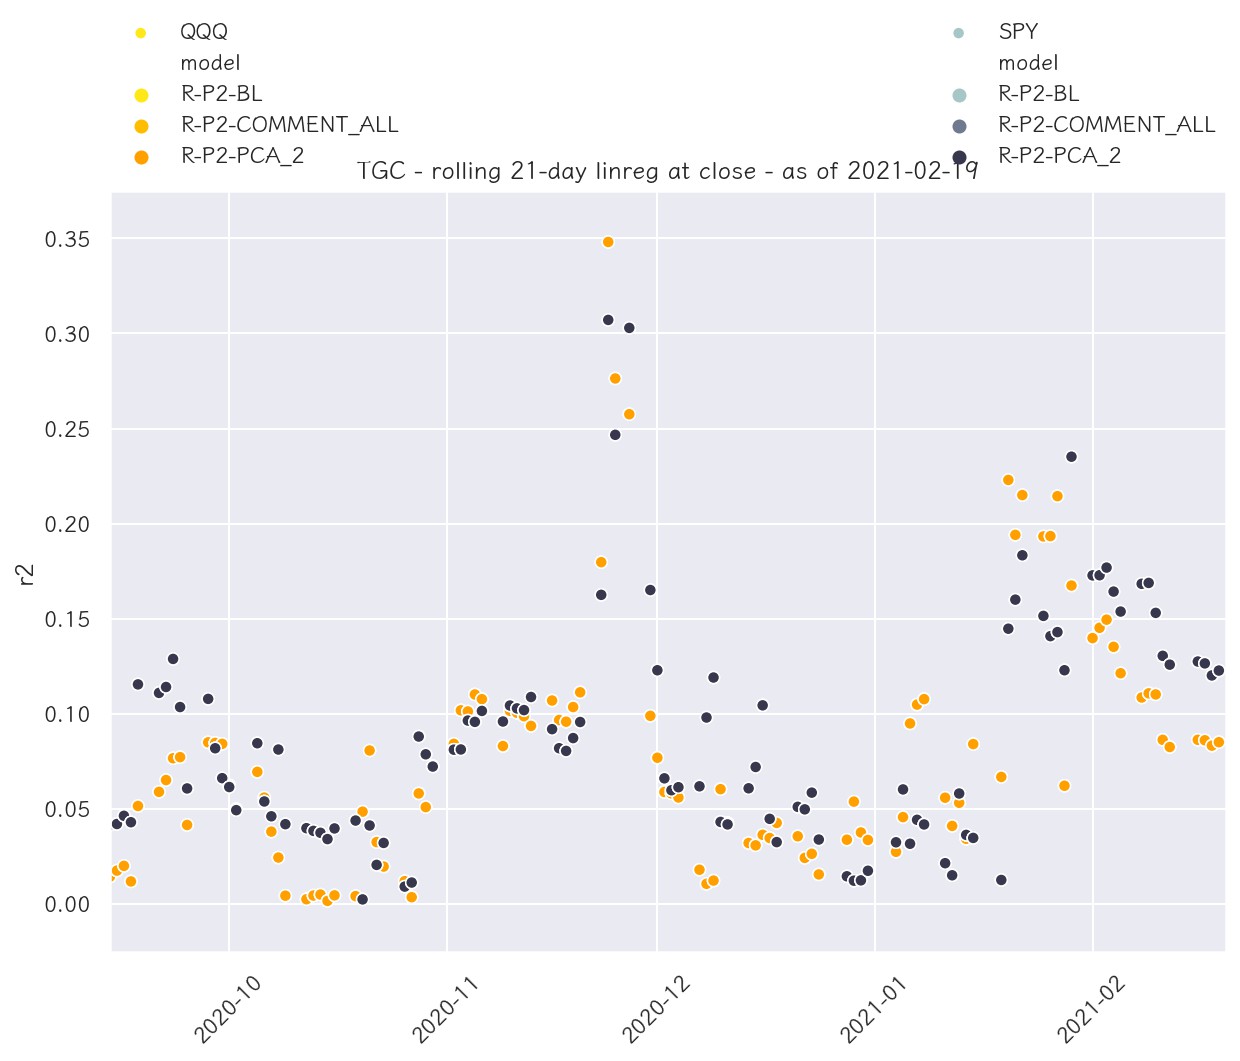 QQQ
model
R-P2-BL
R-P2-COMMENT_ALL
R-P2-PCA_2
SPY
model
R-P2-BL
R-P2-COMMENT_ALL
R-P2-PCA_2
TGC - rolling 21-day linreg at close - as of 2021-02-19
0.35
0.30
0.25
0.20
0.15
0.10
0.05
0.00
r2
2020-10
2020-11
2020-12
2021-01
2021-02